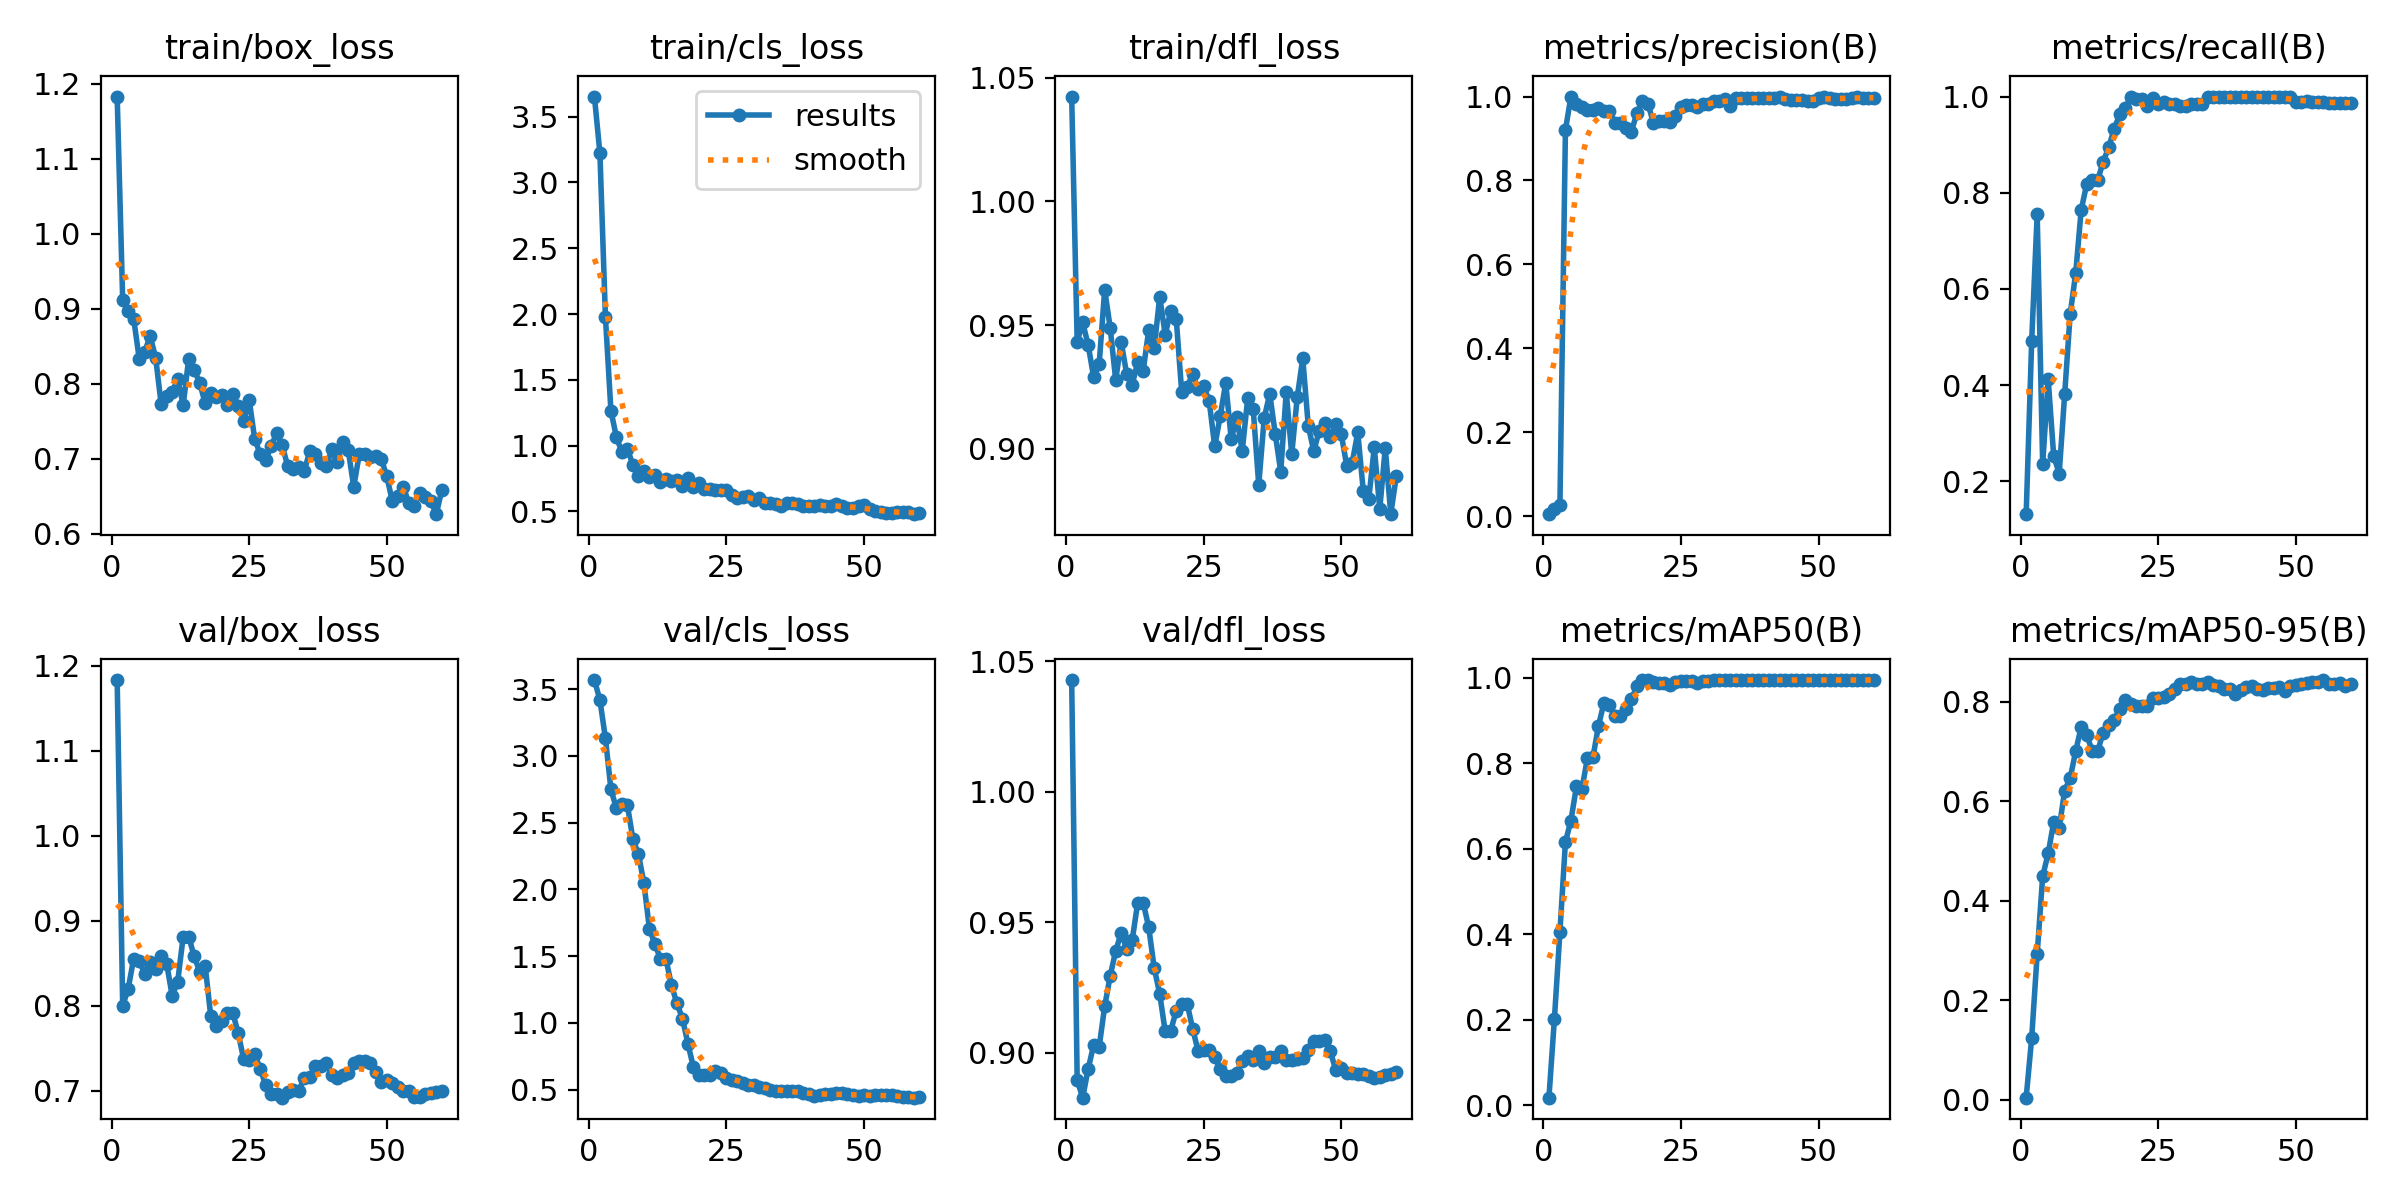 train/box_loss
1.2
1.1
1.0
0.9
0.8
0.7
0.6
0 25 50
train/cls_loss
results
smooth
3.5
3.0
2.5
2.0
1.5
1.0
0.5
0 25 50
train/dfl_loss
1.05
1.00
0.95
0.90
0 25 50
metrics/precision(B)
1.0
0.8
0.6
0.4
0.2
0.0
0 25 50
metrics/recall(B)
1.0
0.8
0.6
0.4
0.2
0 25 50
val/box_loss
1.2
1.1
1.0
0.9
0.8
0.7
0 25 50
val/cls_loss
3.5
3.0
2.5
2.0
1.5
1.0
0.5
0 25 50
val/dfl_loss
1.05
1.00
0.95
0.90
0 25 50
metrics/mAP50(B)
1.0
0.8
0.6
0.4
0.2
0.0
0 25 50
metrics/mAP50-95(B)
0.8
0.6
0.4
0.2
0.0
0 25 50